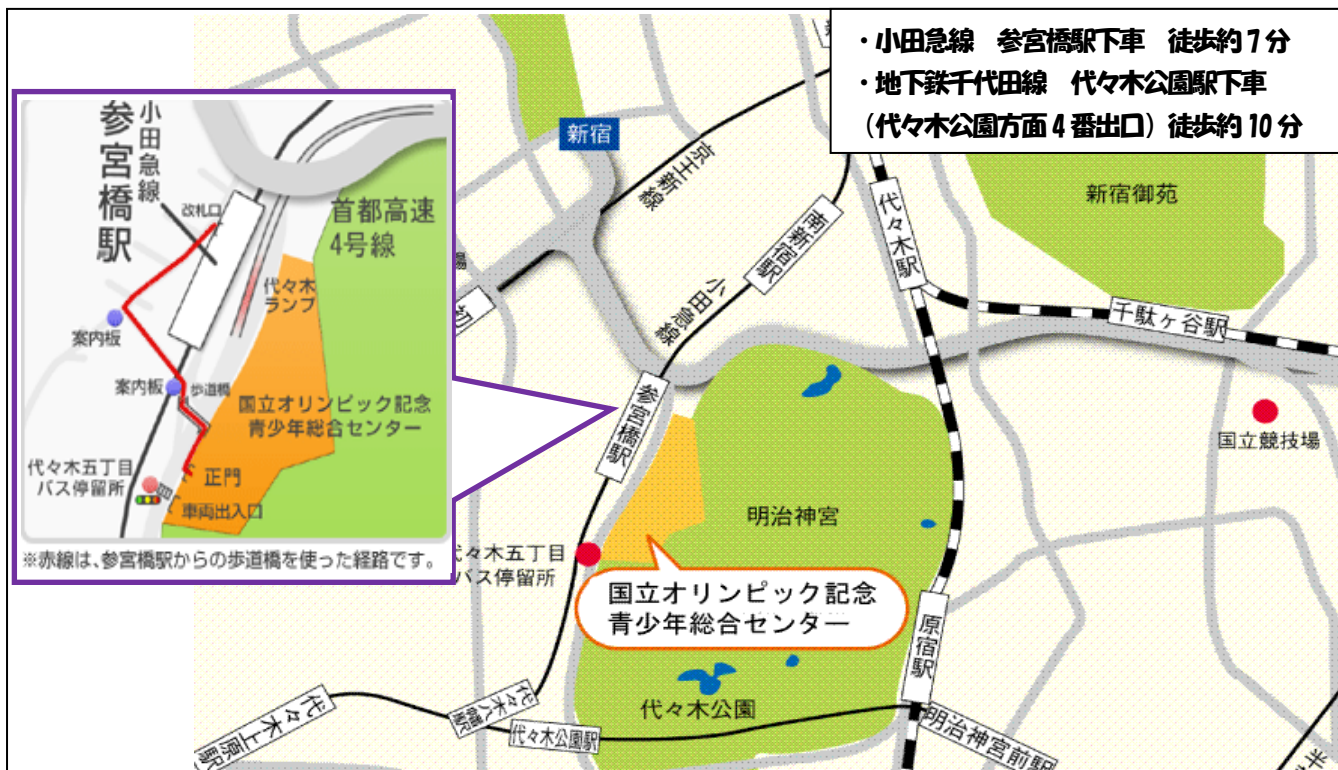 ・小田急線 参宮橋駅下車 徒歩約7分
・地下鉄千代田線 代々木公園駅下車
(代々木公園方面4番出口)徒歩約10分
小田急線
参宮橋駅
改札口
首都高速
4号線
代々木
ランプ
案内板
案内板
歩道橋
国立オリンピック記念
青少年総合センター
代々木五丁目
バス停留所
正門
車両出入口
※赤線は、参宮橋駅からの歩道橋を使った経路です。
新宿
京王新線
南新宿駅
小田急線
代々木駅
新宿御苑
千駄ヶ谷駅
国立競技場
初
参宮橋駅
明治神宮
代々木五丁目
バス停留所
国立オリンピック記念
青少年総合センター
原宿駅
代々木公園
代々木八幡駅
代々木公園駅
代々木上原駅
明治神宮前駅
半